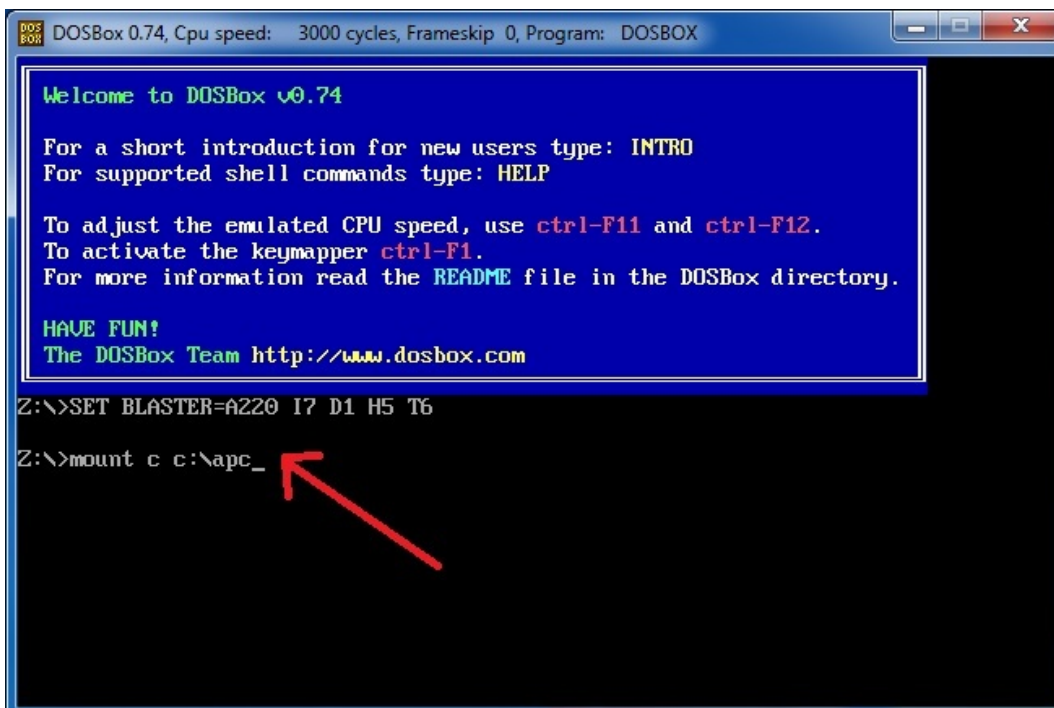 DOS
BOX
DOSBox 0.74, Cpu speed: 3000 cycles, Frameskip 0, Program: DOSBOX
Welcome to DOSBox v0.74
For a short introduction for new users type: INTRO
For supported shell commands type: HELP
To adjust the emulated CPU speed, use ctrl-F11 and ctrl-F12.
To activate the keymapper ctrl-F1.
For more information read the README file in the DOSBox directory.
HAVE FUN!
The DOSBox Team http://www.dosbox.com
Z:\>SET BLASTER=A220 I7 D1 H5 T6
Z:\>mount c c:\apc_